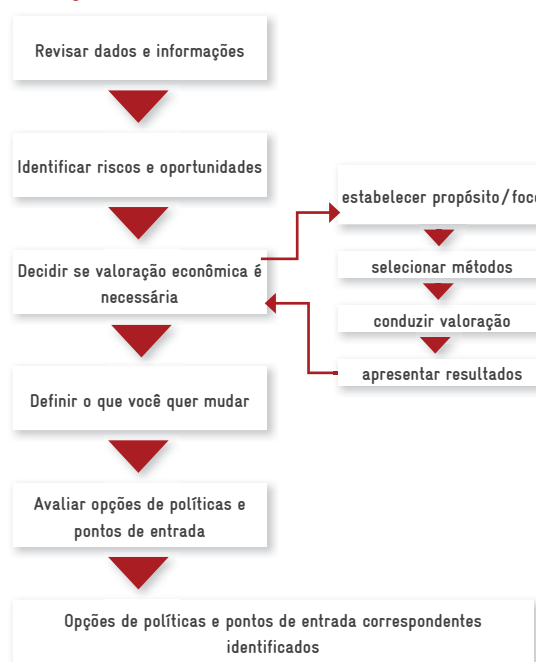 Revisar dados e informações
Identificar riscos e oportunidades
Decidir se valoração econômica é
necessária
estabelecer propósito/foco
selecionar métodos
conduzir valoração
apresentar resultados
Definir o que você quer mudar
Avaliar opções de políticas e
pontos de entrada
Opções de políticas e pontos de entrada correspondentes
identificados